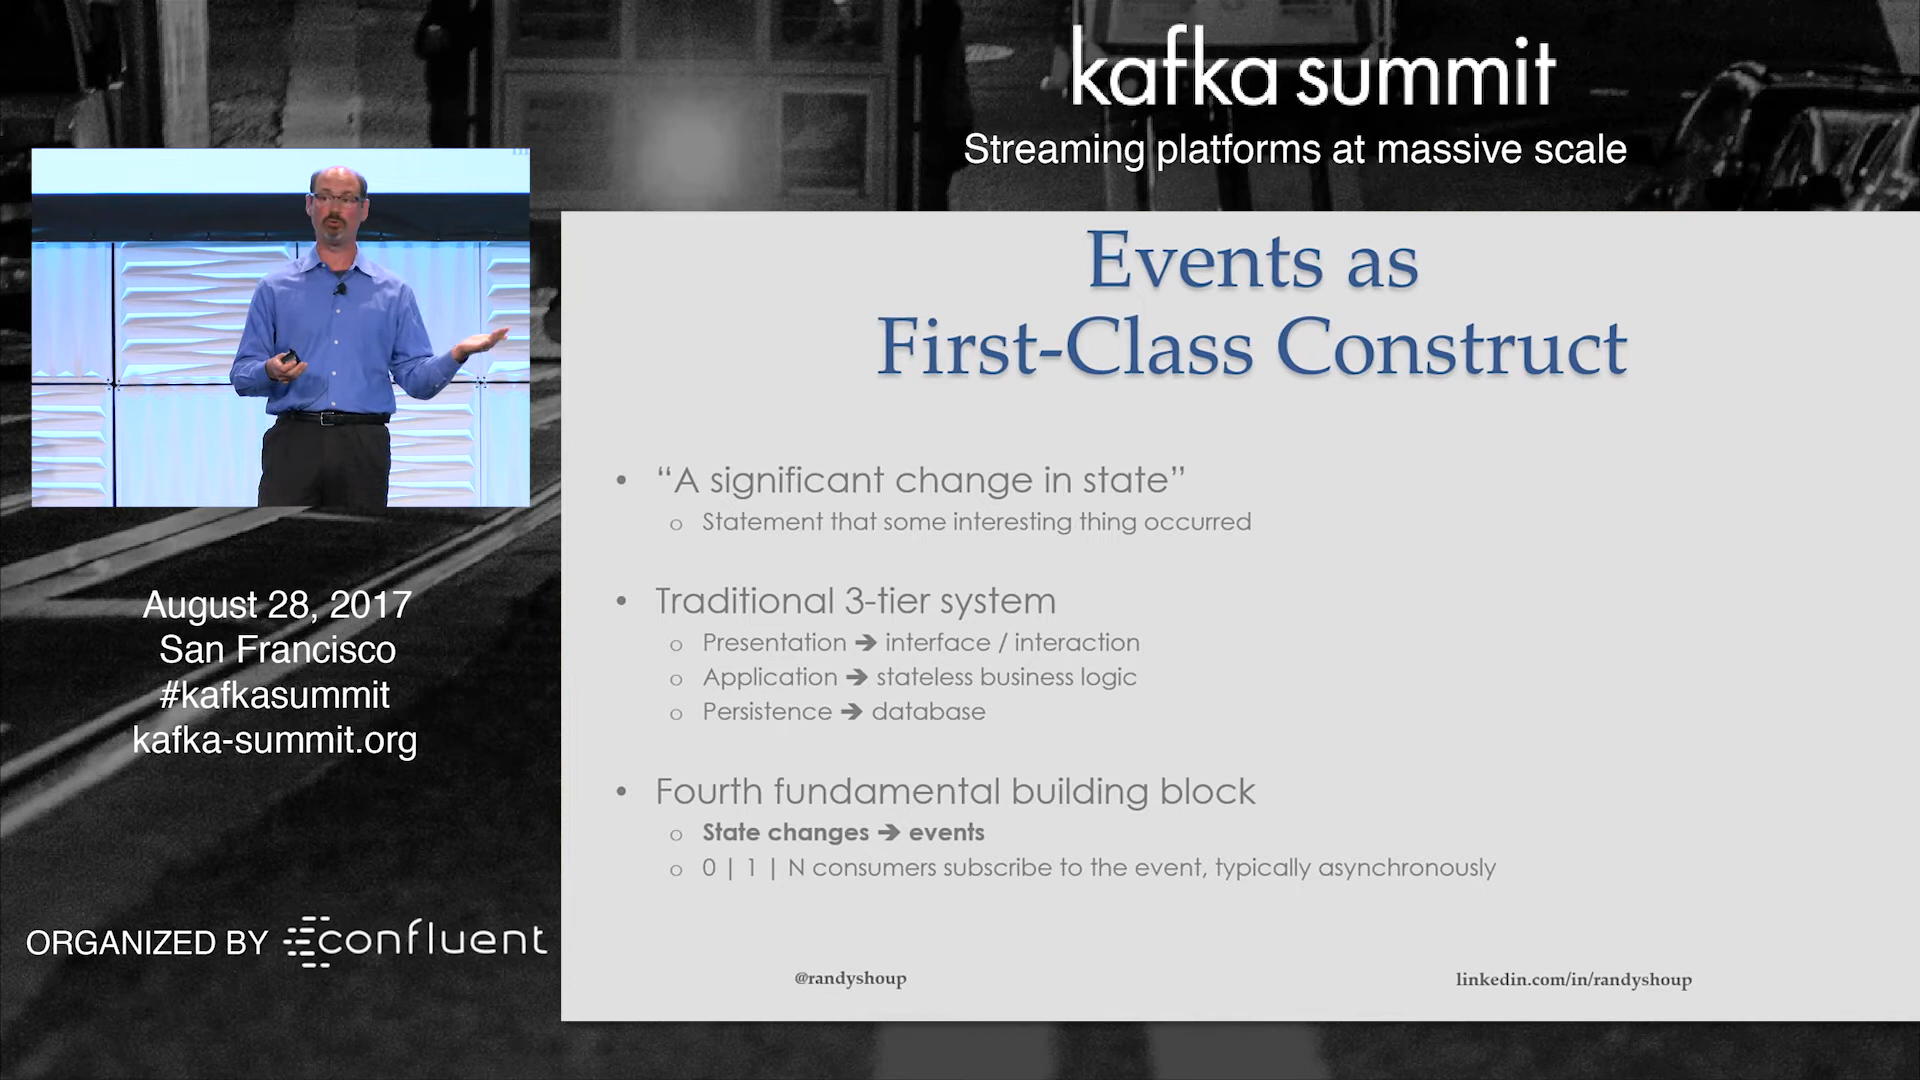 kafka summit
Streaming platforms at massive scale
Events as
First-Class Construct
• “A significant change in state”
o Statement that some interesting thing occurred
• Traditional 3-tier system
o Presentation ➔ interface / interaction
o Application ➔ stateless business logic
o Persistence ➔ database
• Fourth fundamental building block
o State changes ➔ events
o 0 | 1 | N consumers subscribe to the event, typically asynchronously
@randyshoup
linkedin.com/in/randyshoup
August 28, 2017
San Francisco
#kafkasummit
kafka-summit.org
ORGANIZED BY confluent